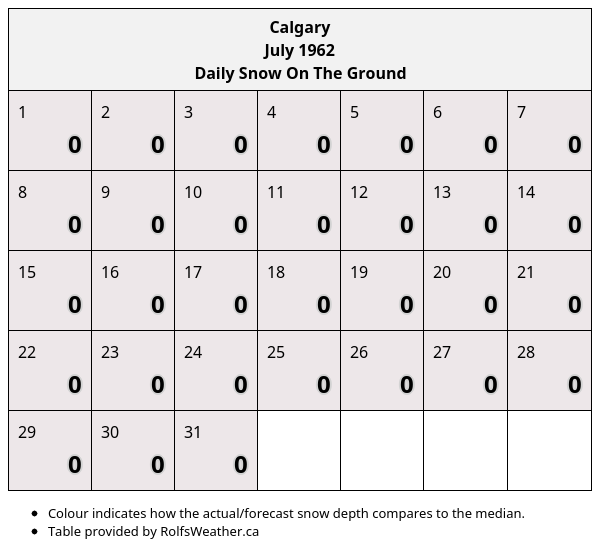 Calgary
July 1962
Daily Snow On The Ground
1 2 3 4 5 6 7
0 0 0 0 0 0 0
8 9 10 11 12 13 14
0 0 0 0 0 0 0
15 16 17 18 19 20 21
0 0 0 0 0 0 0
22 23 24 25 26 27 28
0 0 0 0 0 0 0
29 30 31
0 0 0
• Colour indicates how the actual/forecast snow depth compares to the median.
• Table provided by RolfsWeather.ca